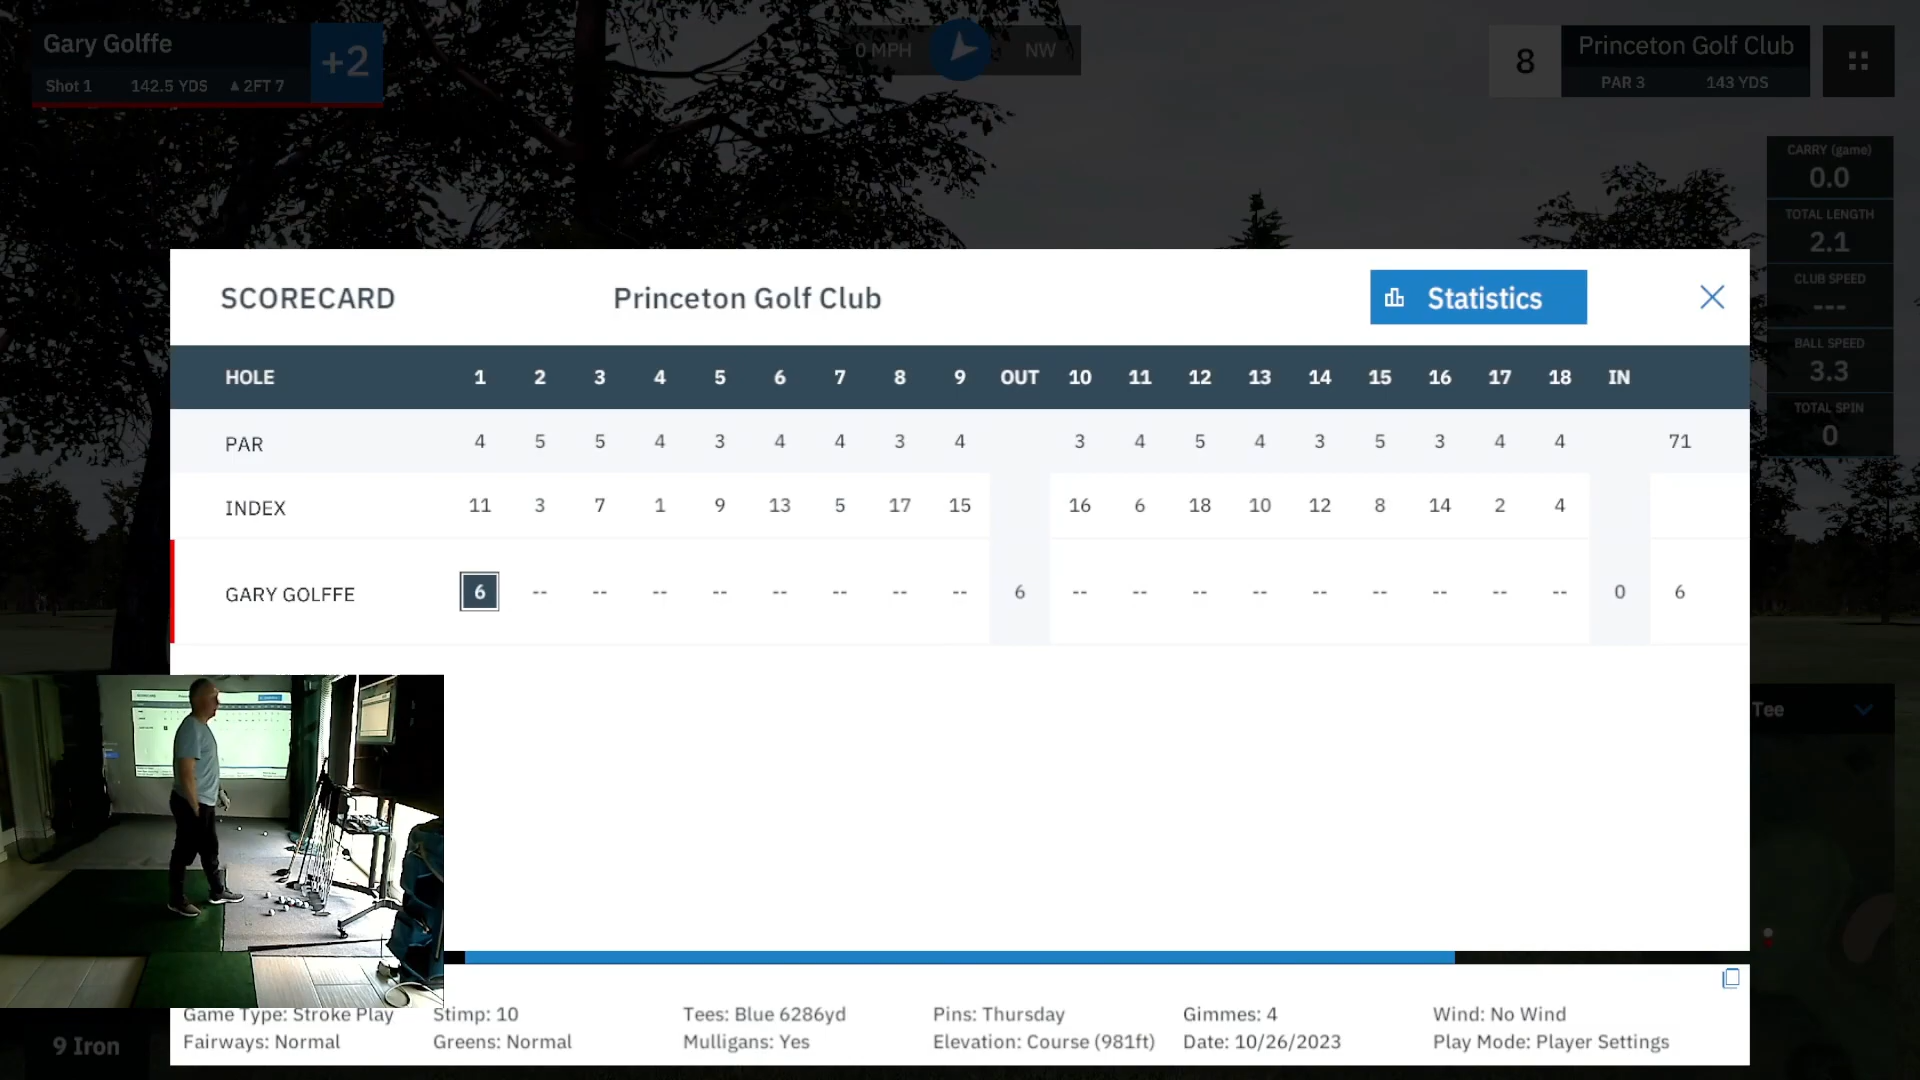 Gary Golffe
+2
Shot 1 142.5 YDS ▲2FT 7
0 MPH NW
8
Princeton Golf Club
PAR 3 143 YDS
CARRY (game)
0.0
TOTAL LENGTH
2.1
CLUB SPEED
---
BALL SPEED
3.3
TOTAL SPIN
0
SCORECARD Princeton Golf Club Statistics
HOLE 1 2 3 4 5 6 7 8 9 OUT 10 11 12 13 14 15 16 17 18 IN
PAR 4 5 5 4 3 4 4 3 4 3 4 5 4 3 5 3 4 4 71
INDEX 11 3 7 1 9 13 5 17 15 16 6 18 10 12 8 14 2 4
GARY GOLFFE 6 -- -- -- -- -- -- -- -- 6 -- -- -- -- -- -- -- -- -- 0 6
Tee
Game Type: Stroke Play Stimp: 10 Tees: Blue 6286yd Pins: Thursday Gimmes: 4 Wind: No Wind
Fairways: Normal Greens: Normal Mulligans: Yes Elevation: Course (981ft) Date: 10/26/2023 Play Mode: Player Settings
9 Iron